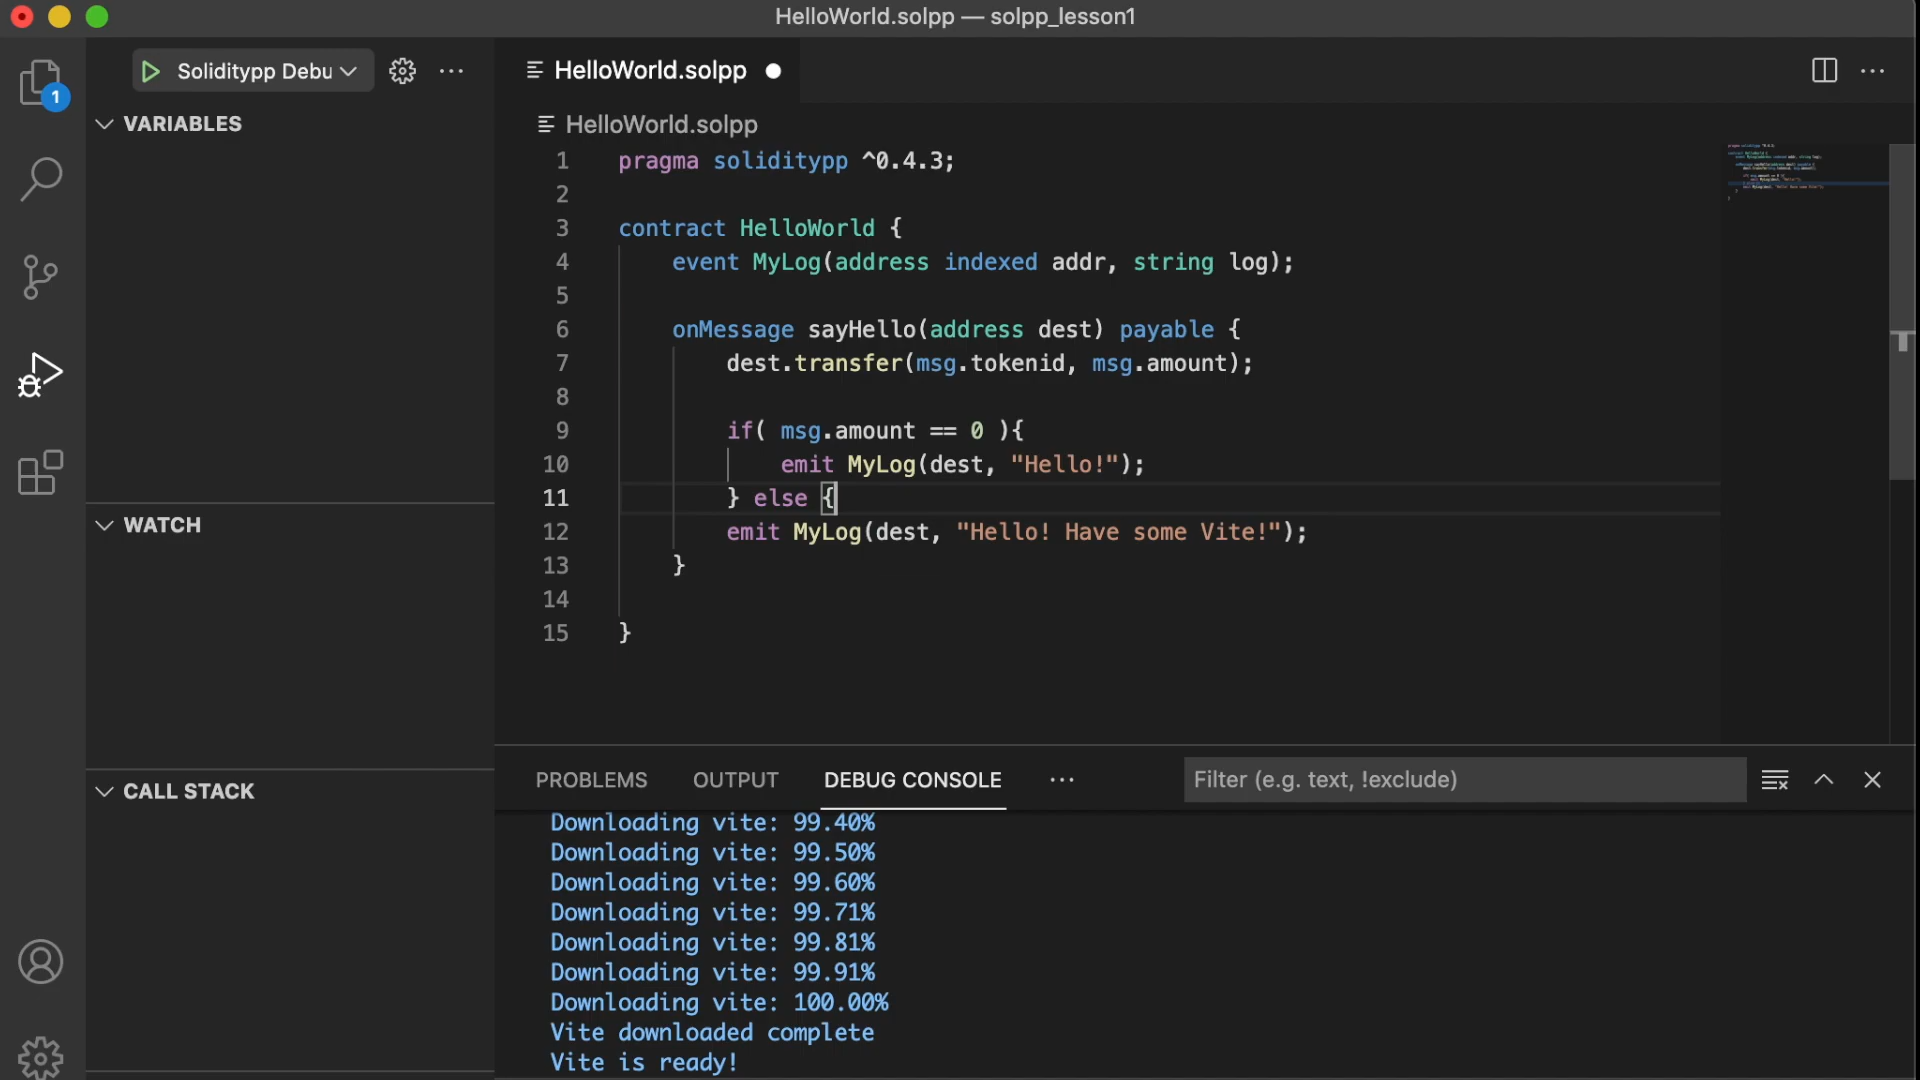 HelloWorld.solpp — solpp_lesson1
1
Soliditypp Debu
HelloWorld.solpp
VARIABLES
WATCH
CALL STACK
HelloWorld.solpp
1 pragma soliditypp ^0.4.3;
2
3 contract HelloWorld {
4 event MyLog(address indexed addr, string log);
5
6 onMessage sayHello(address dest) payable {
7 dest.transfer(msg.tokenid, msg.amount);
8
9 if( msg.amount == 0 ){
10 emit MyLog(dest, "Hello!");
11 } else {
12 emit MyLog(dest, "Hello! Have some Vite!");
13 }
14
15 }
PROBLEMS OUTPUT DEBUG CONSOLE
Filter (e.g. text, !exclude)
Downloading vite: 99.40%
Downloading vite: 99.50%
Downloading vite: 99.60%
Downloading vite: 99.71%
Downloading vite: 99.81%
Downloading vite: 99.91%
Downloading vite: 100.00%
Vite downloaded complete
Vite is ready!